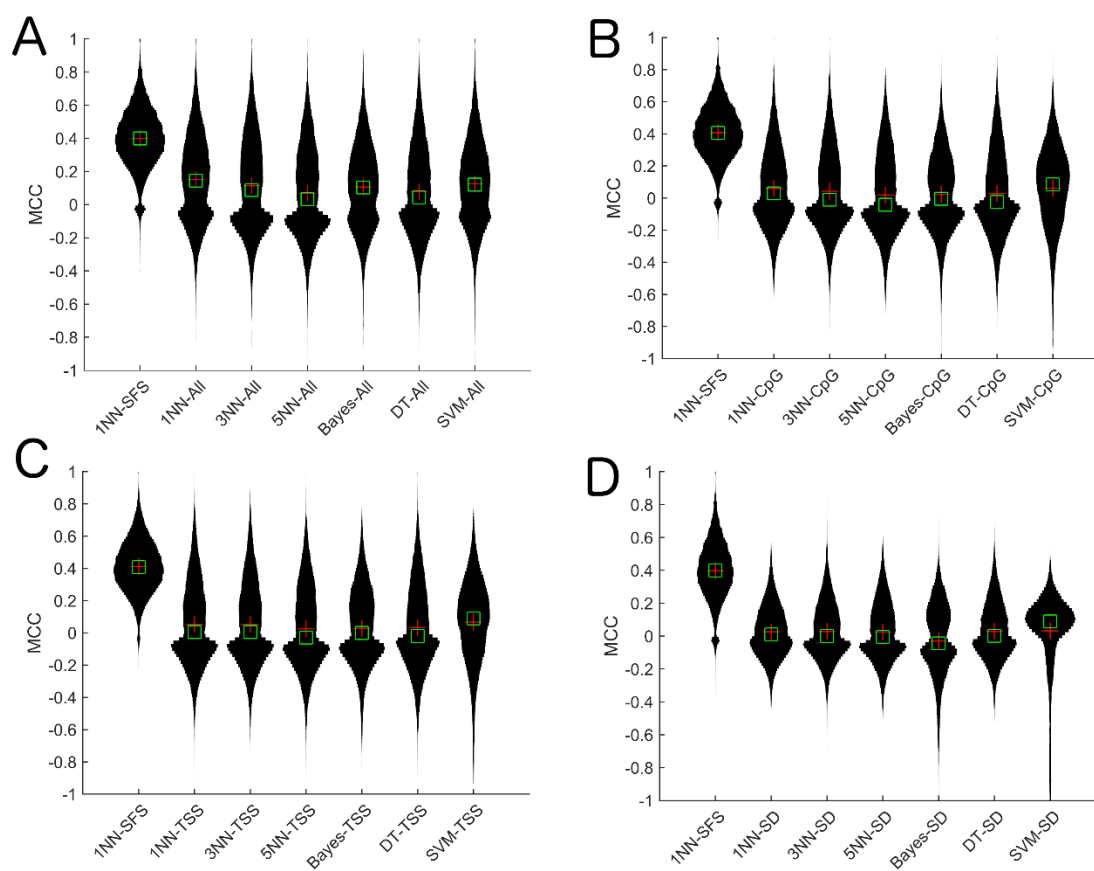 A
MCC
1
0.8
0.6
0.4
0.2
0
-0.2
-0.4
-0.6
-0.8
-1
1NN-SFS
1NN-All
3NN-All
5NN-All
Bayes-All
DT-All
SVM-All
B
MCC
1
0.8
0.6
0.4
0.2
0
-0.2
-0.4
-0.6
-0.8
-1
1NN-SFS
1NN-CpG
3NN-CpG
5NN-CpG
Bayes-CpG
DT-CpG
SVM-CpG
C
MCC
1
0.8
0.6
0.4
0.2
0
-0.2
-0.4
-0.6
-0.8
-1
1NN-SFS
1NN-TSS
3NN-TSS
5NN-TSS
Bayes-TSS
DT-TSS
SVM-TSS
D
MCC
1
0.8
0.6
0.4
0.2
0
-0.2
-0.4
-0.6
-0.8
-1
1NN-SFS
1NN-SD
3NN-SD
5NN-SD
Bayes-SD
DT-SD
SVM-SD